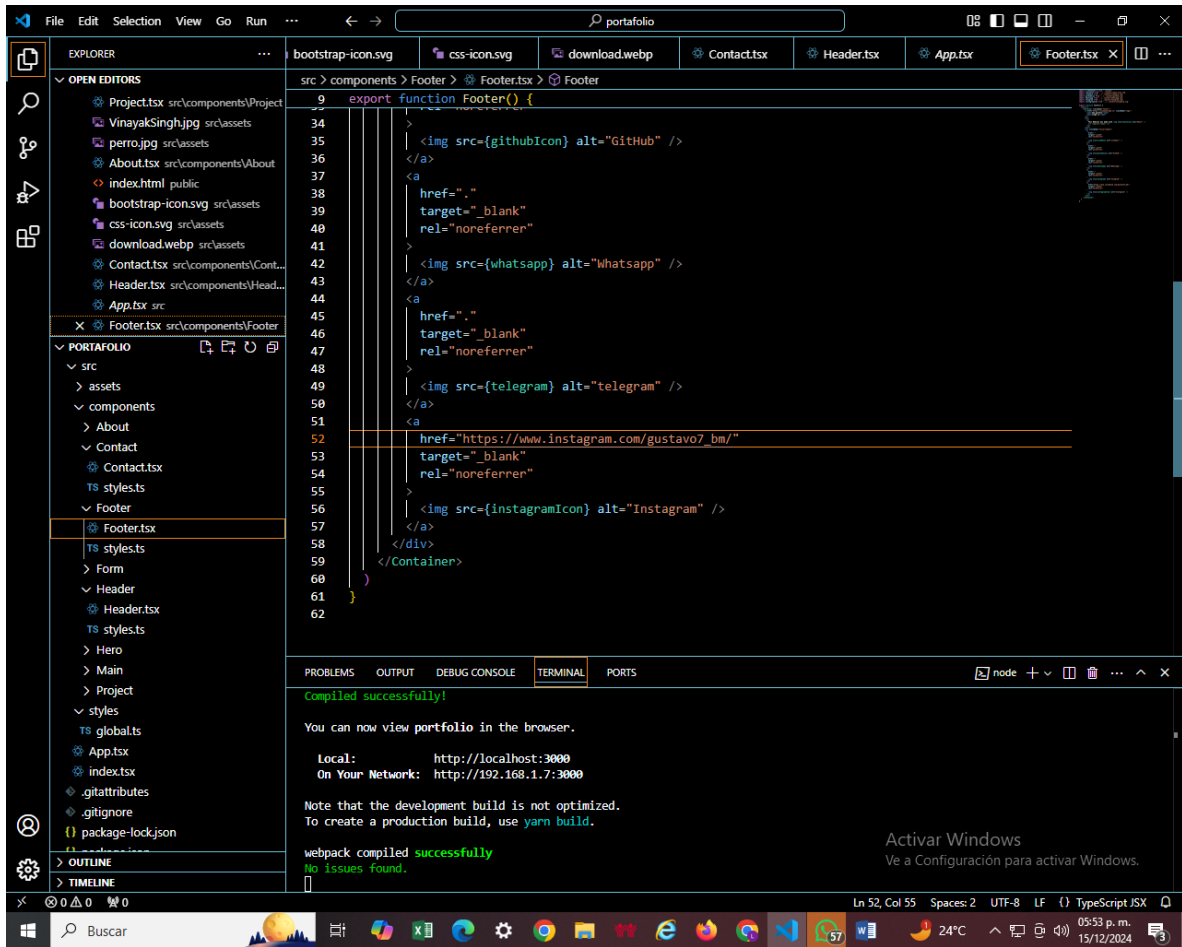 File Edit Selection View Go Run ··· ← → portafolio
EXPLORER ···
OPEN EDITORS
Project.tsx src\components\Project
VinayakSingh.jpg src\assets
perro.jpg src\assets
About.tsx src\components\About
index.html public
bootstrap-icon.svg src\assets
css-icon.svg src\assets
download.webp src\assets
Contact.tsx src\components\Cont...
Header.tsx src\components\Head...
App.tsx src
Footer.tsx src\components\Footer
PORTAFOLIO
src
assets
components
About
Contact
Contact.tsx
TS styles.ts
Footer
Footer.tsx
TS styles.ts
Form
Header
Header.tsx
TS styles.ts
Hero
Main
Project
styles
TS global.ts
App.tsx
index.tsx
.gitattributes
.gitignore
{} package-lock.json
OUTLINE
TIMELINE
bootstrap-icon.svg css-icon.svg download.webp Contact.tsx Header.tsx App.tsx Footer.tsx
src > components > Footer > Footer.tsx > Footer
9 export function Footer() {
34 >
35 <img src={githubIcon} alt="GitHub" />
36 </a>
37 <a
38 href="."
39 target="_blank"
40 rel="noreferrer"
41 >
42 <img src={whatsapp} alt="Whatsapp" />
43 </a>
44 <a
45 href="."
46 target="_blank"
47 rel="noreferrer"
48 >
49 <img src={telegram} alt="telegram" />
50 </a>
51 <a
52 href="https://www.instagram.com/gustavo7_bm/"
53 target="_blank"
54 rel="noreferrer"
55 >
56 <img src={instagramIcon} alt="Instagram" />
57 </a>
58 </div>
59 </Container>
60 )
61 }
62
PROBLEMS OUTPUT DEBUG CONSOLE TERMINAL PORTS node
Compiled successfully!
You can now view portfolio in the browser.
Local: http://localhost:3000
On Your Network: http://192.168.1.7:3000
Note that the development build is not optimized.
To create a production build, use yarn build.
webpack compiled successfully
No issues found.
Activar Windows
Ve a Configuración para activar Windows.
0 0 0 Ln 52, Col 55 Spaces: 2 UTF-8 LF {} TypeScript JSX
Buscar 57 24°C 05:53 p. m.
15/12/2024 3